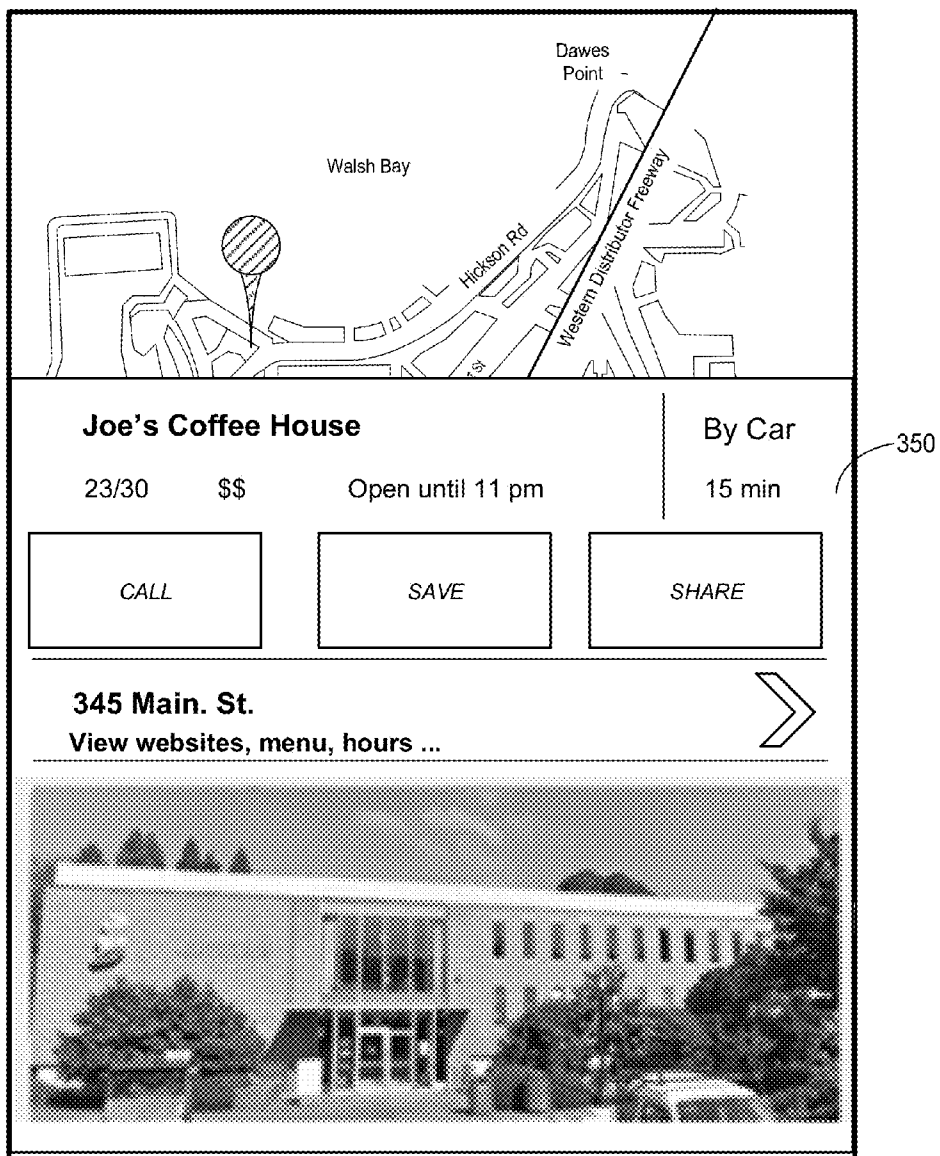 Dawes
Point
Walsh Bay
Hickson Rd
Western Distributor Freeway
St
Joe's Coffee House
By Car
350
23/30 $$ Open until 11 pm
15 min
CALL SAVE SHARE
345 Main. St.
View websites, menu, hours ...